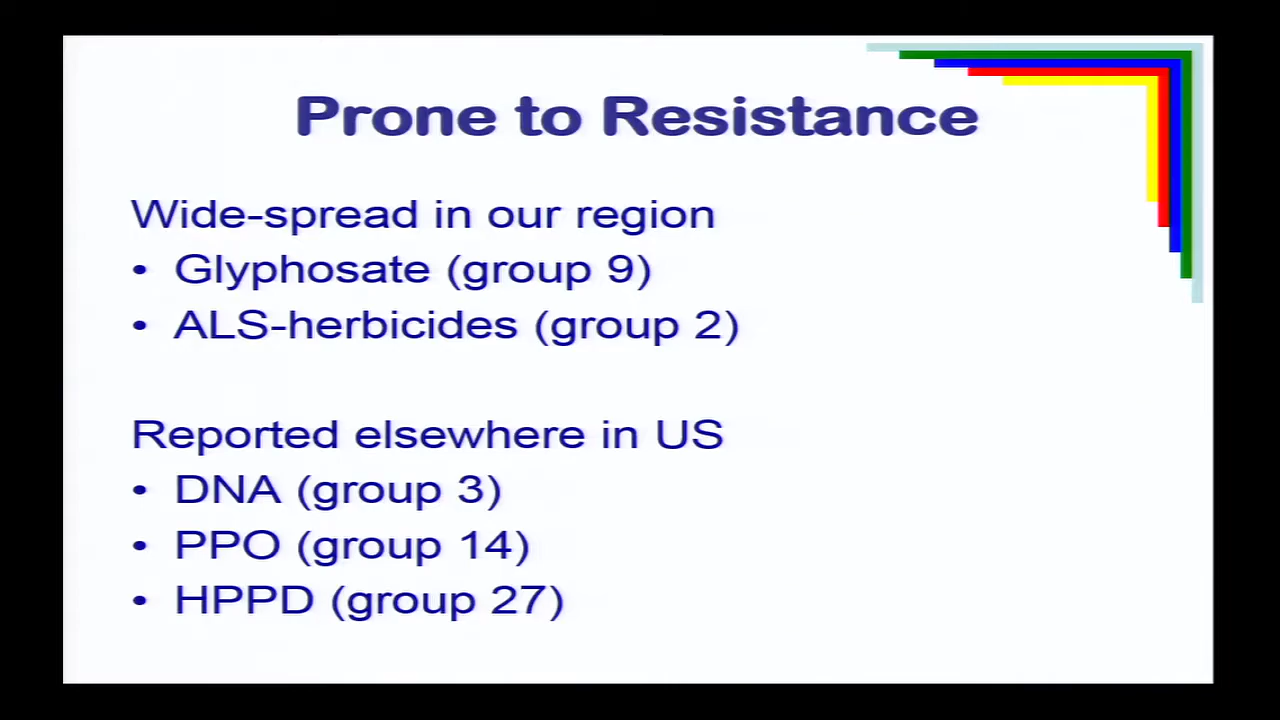 Prone to Resistance
Wide-spread in our region
• Glyphosate (group 9)
• ALS-herbicides (group 2)
Reported elsewhere in US
• DNA (group 3)
• PPO (group 14)
• HPPD (group 27)